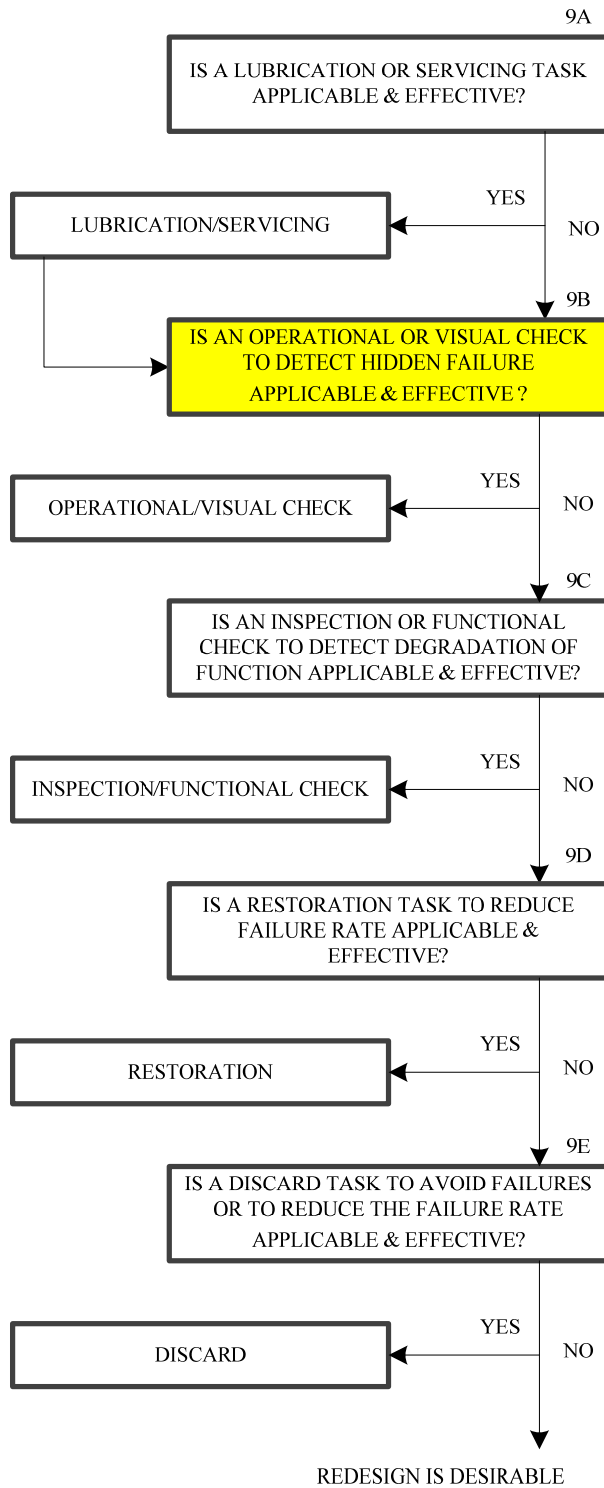 9A
IS A LUBRICATION OR SERVICING TASK
APPLICABLE & EFFECTIVE?
YES
LUBRICATION/SERVICING
NO
9B
IS AN OPERATIONAL OR VISUAL CHECK
TO DETECT HIDDEN FAILURE
APPLICABLE & EFFECTIVE ?
YES
OPERATIONAL/VISUAL CHECK
NO
9C
IS AN INSPECTION OR FUNCTIONAL
CHECK TO DETECT DEGRADATION OF
FUNCTION APPLICABLE & EFFECTIVE?
YES
INSPECTION/FUNCTIONAL CHECK
NO
9D
IS A RESTORATION TASK TO REDUCE
FAILURE RATE APPLICABLE &
EFFECTIVE?
YES
RESTORATION
NO
9E
IS A DISCARD TASK TO AVOID FAILURES
OR TO REDUCE THE FAILURE RATE
APPLICABLE & EFFECTIVE?
YES
DISCARD
NO
REDESIGN IS DESIRABLE